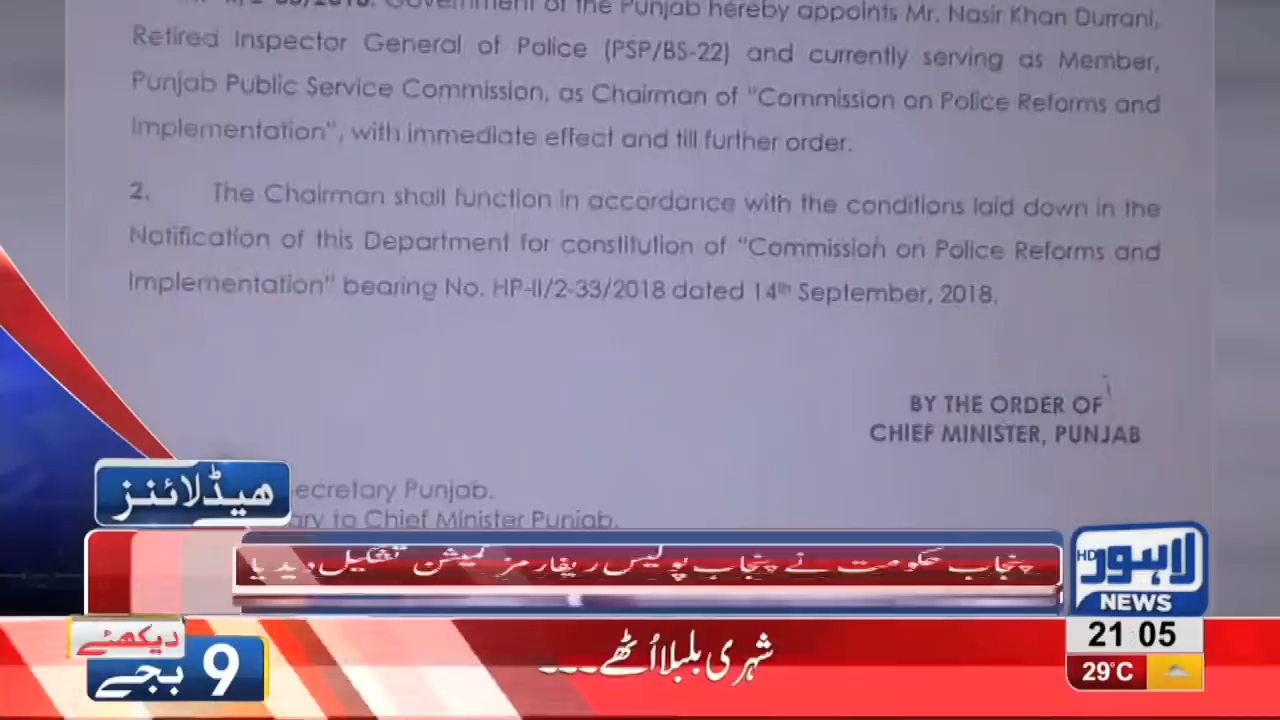 Government of the Punjab hereby appoints Mr. Nasir Khan Durrani,
Retired Inspector General of Police (PSP/BS-22) and currently serving as Member,
Punjab Public Service Commission, as Chairman of "Commission on Police Reforms and
Implementation", with immediate effect and till further order.
2. The Chairman shall function in accordance with the conditions laid down in the
Notification of this Department for constitution of "Commission on Police Reforms and
Implementation" bearing No. HP-II/2-33/2018 dated 14th September, 2018.
BY THE ORDER OF
CHIEF MINISTER, PUNJAB
ecretary Punjab.
ary to Chief Minister Punjab.
ھیڈلائنز
پنجاب حکومت نے پنجاب پولیس ریفارمز کمیشن تشکیل دیدیا
HD لاہور
NEWS
21 05
29°C
دیکھئے
9 بجے
شہری بلبلا اُٹھے ۔۔۔